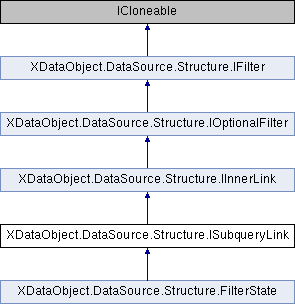 ICloneable
XDataObject.DataSource.Structure.IFilter
XDataObject.DataSource.Structure.IOptionalFilter
XDataObject.DataSource.Structure.IInnerLink
XDataObject.DataSource.Structure.ISubqueryLink
XDataObject.DataSource.Structure.FilterState